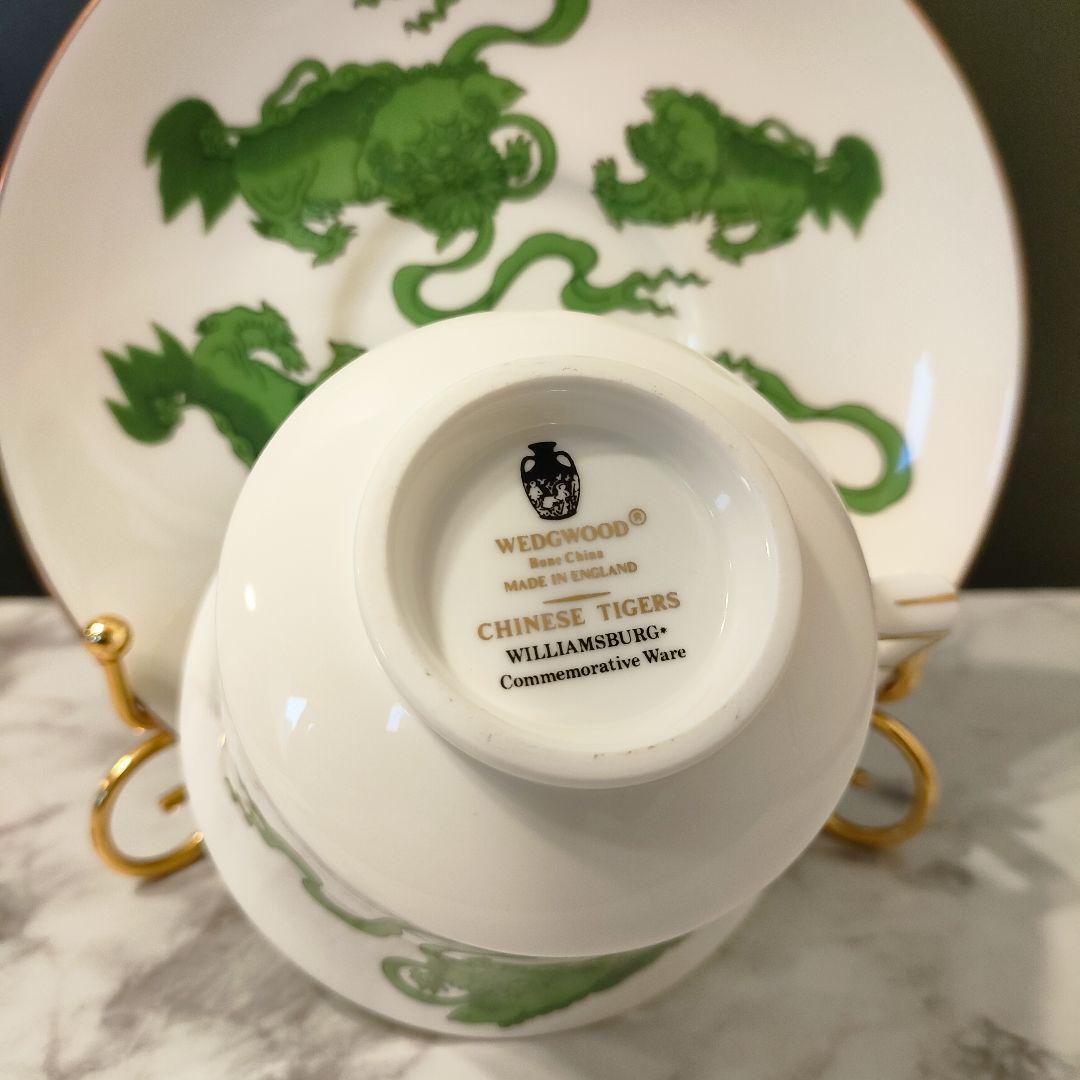 WEDGWOOD®
Bone China
MADE IN ENGLAND
CHINESE TIGERS
WILLIAMSBURG*
Commemorative Ware